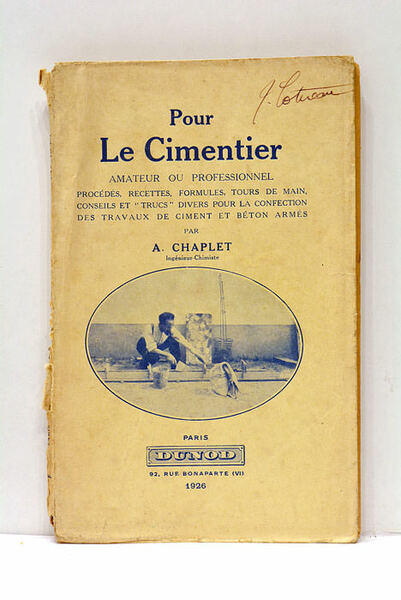 Pour
Le Cimentier
AMATEUR OU PROFESSIONNEL
PROCÉDÉS, RECETTES, FORMULES, TOURS DE MAIN,
CONSEILS ET "TRUCS" DIVERS POUR LA CONFECTION
DES TRAVAUX DE CIMENT ET BÉTON ARMÉS
PAR
A. CHAPLET
Ingénieur-Chimiste
PARIS
DUNOD
92, RUE BONAPARTE (VI)
1926